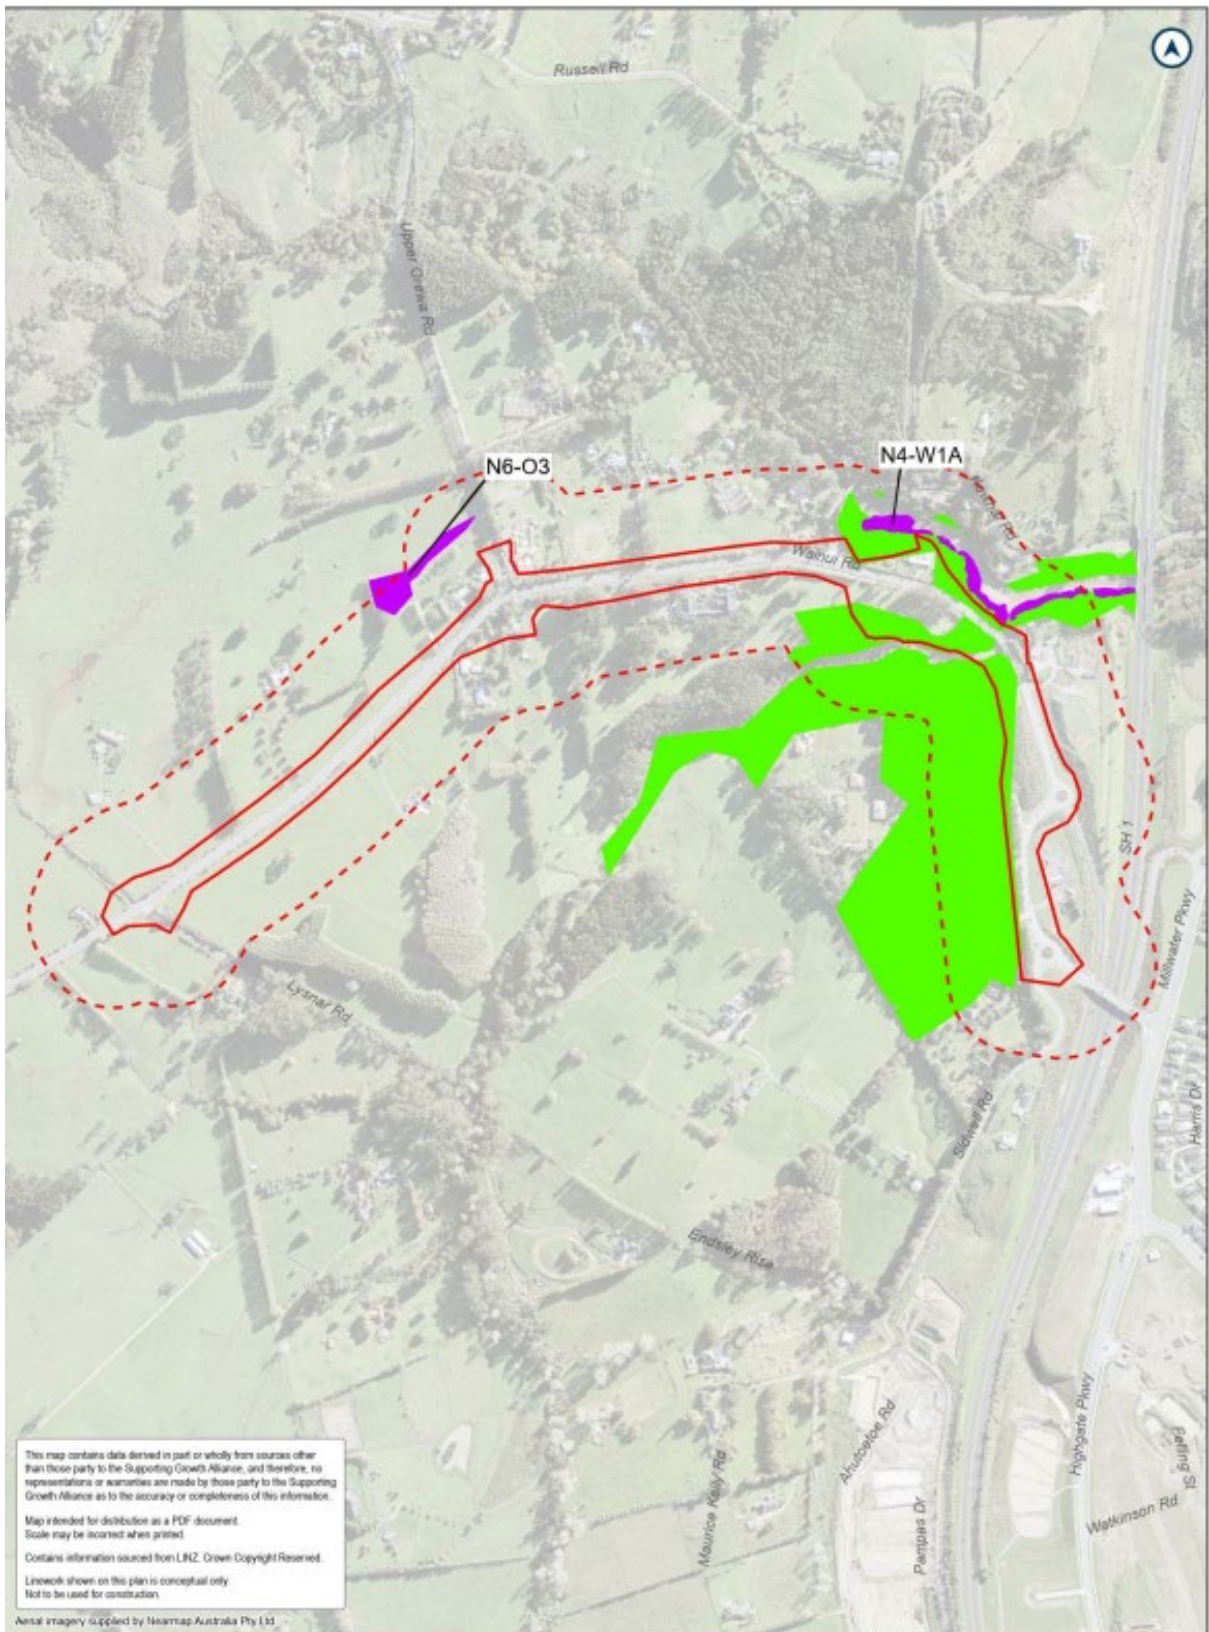 Russell Rd
Upper Orewa Rd
N6-O3
N4-W1A
Wainui Rd
SH 1
Millwater Pkwy
Lysnar Rd
Harris Dr
Sidwell Rd
Endsley Rise
Ahutoetoe Rd
Highgate Pkwy
Maurice Kelly Rd
Pampas Dr
Watkinson Rd
This map contains data derived in part or wholly from sources other
than those party to the Supporting Growth Alliance, and therefore, no
representations or warranties are made by those party to the Supporting
Growth Alliance as to the accuracy or completeness of this information.
Map intended for distribution as a PDF document.
Scale may be incorrect when printed.
Contains information sourced from LINZ. Crown Copyright Reserved.
Linework shown on this plan is conceptual only.
Not to be used for construction.
Aerial imagery supplied by Nearmap Australia Pty Ltd